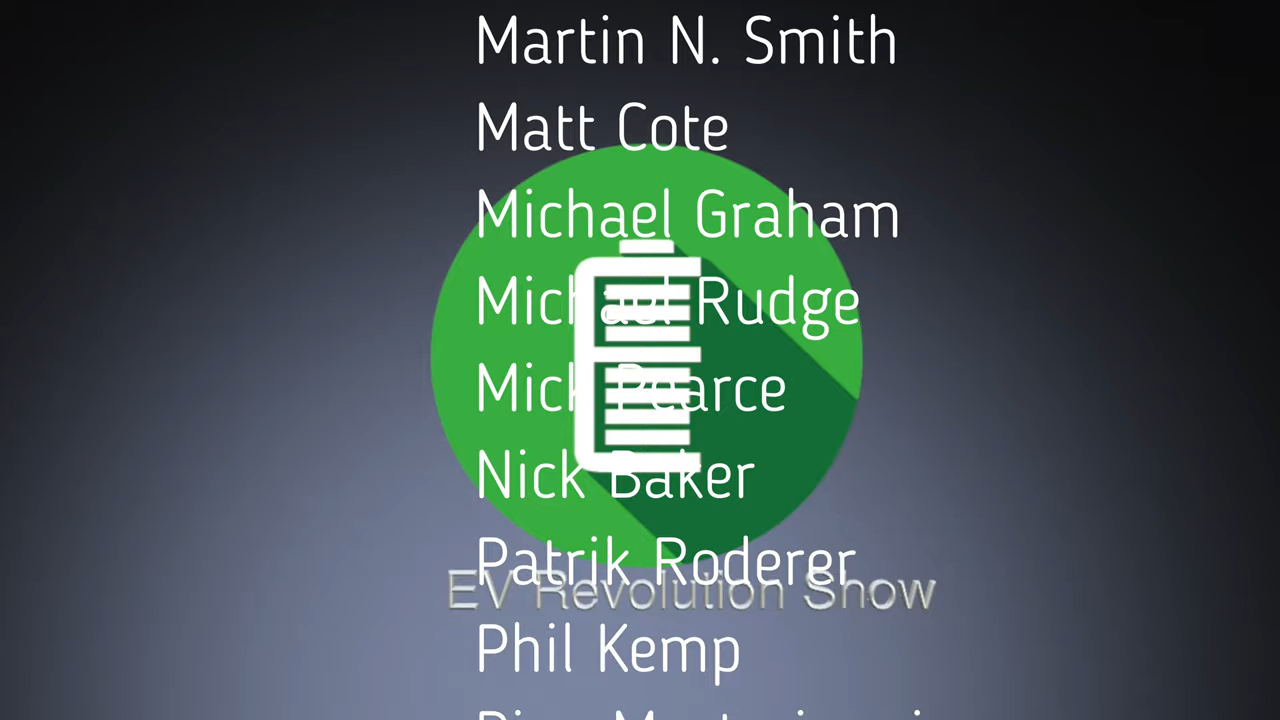 Martin N. Smith
Matt Cote
Michael Graham
Michael Rudge
Mick Pearce
Nick Baker
Patrik Roderer
EV Revolution Show
Phil Kemp